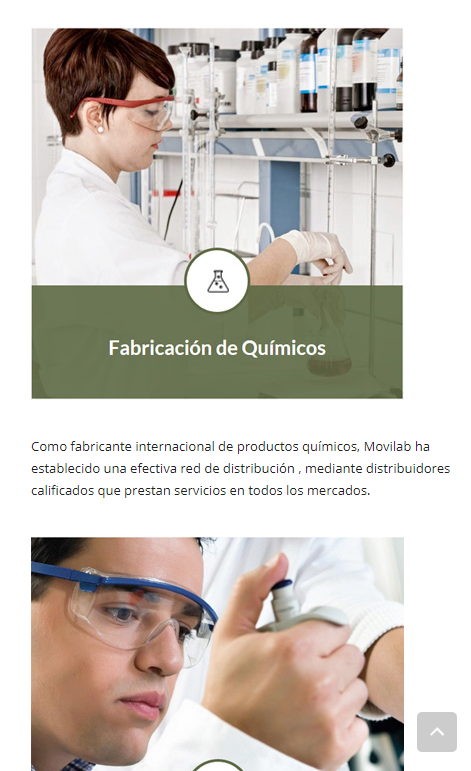 Fabricación de Químicos
Como fabricante internacional de productos químicos, Movilab ha
establecido una efectiva red de distribución , mediante distribuidores
calificados que prestan servicios en todos los mercados.